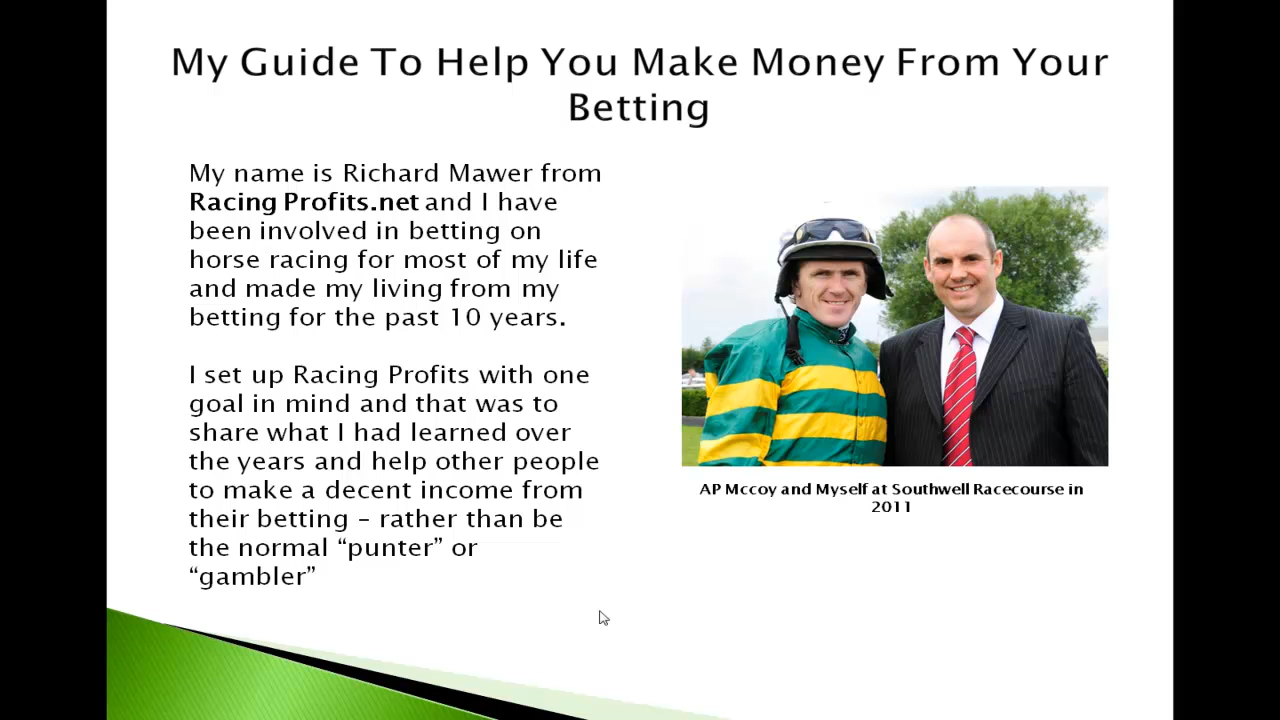 My Guide To Help You Make Money From Your
Betting
My name is Richard Mawer from
Racing Profits.net and I have
been involved in betting on
horse racing for most of my life
and made my living from my
betting for the past 10 years.
I set up Racing Profits with one
goal in mind and that was to
share what I had learned over
the years and help other people
to make a decent income from
their betting – rather than be
the normal “punter” or
“gambler”
AP Mccoy and Myself at Southwell Racecourse in
2011